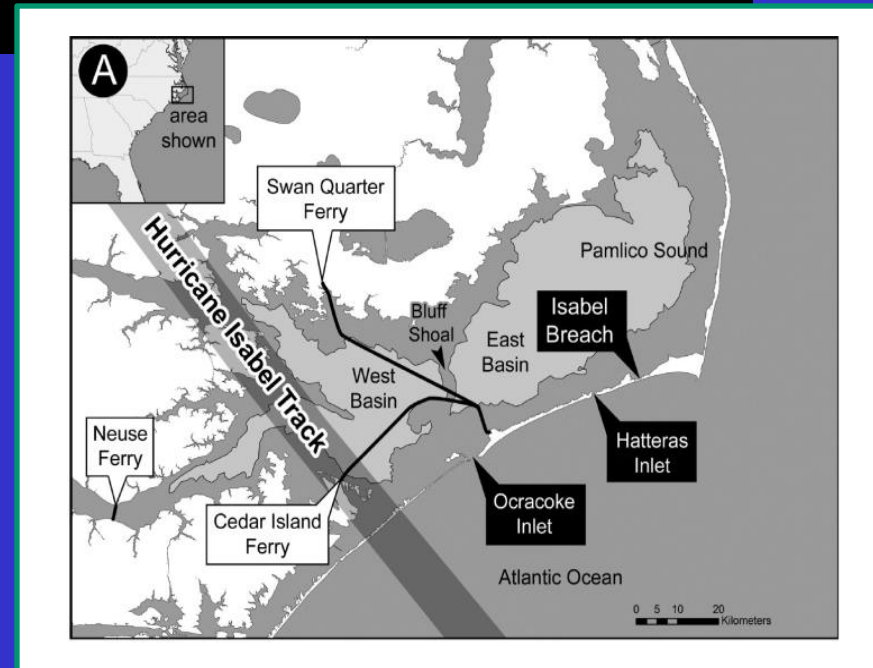 A
area
shown
Swan Quarter
Ferry
Hurricane Isabel Track
Pamlico Sound
Bluff
Shoal
Isabel
Breach
East
Basin
West
Basin
Neuse
Ferry
Hatteras
Inlet
Cedar Island
Ferry
Ocracoke
Inlet
Atlantic Ocean
0 5 10 20
Kilometers